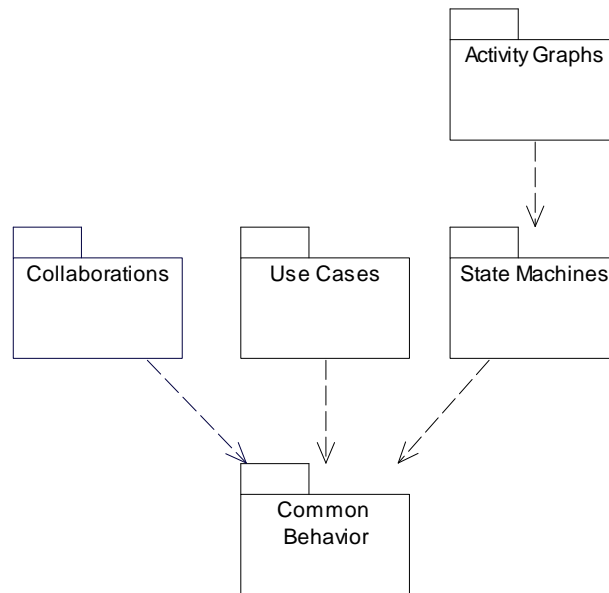 Activity Graphs
Collaborations
Use Cases
State Machines
Common
Behavior